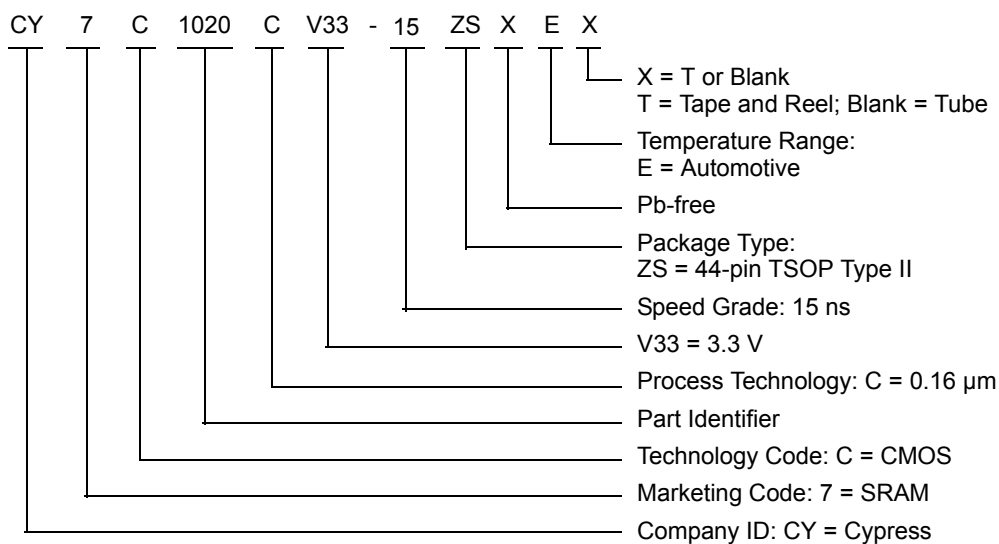 CY 7 C 1020 C V33 - 15 ZS X E X
X = T or Blank
T = Tape and Reel; Blank = Tube
Temperature Range:
E = Automotive
Pb-free
Package Type:
ZS = 44-pin TSOP Type II
Speed Grade: 15 ns
V33 = 3.3 V
Process Technology: C = 0.16 µm
Part Identifier
Technology Code: C = CMOS
Marketing Code: 7 = SRAM
Company ID: CY = Cypress